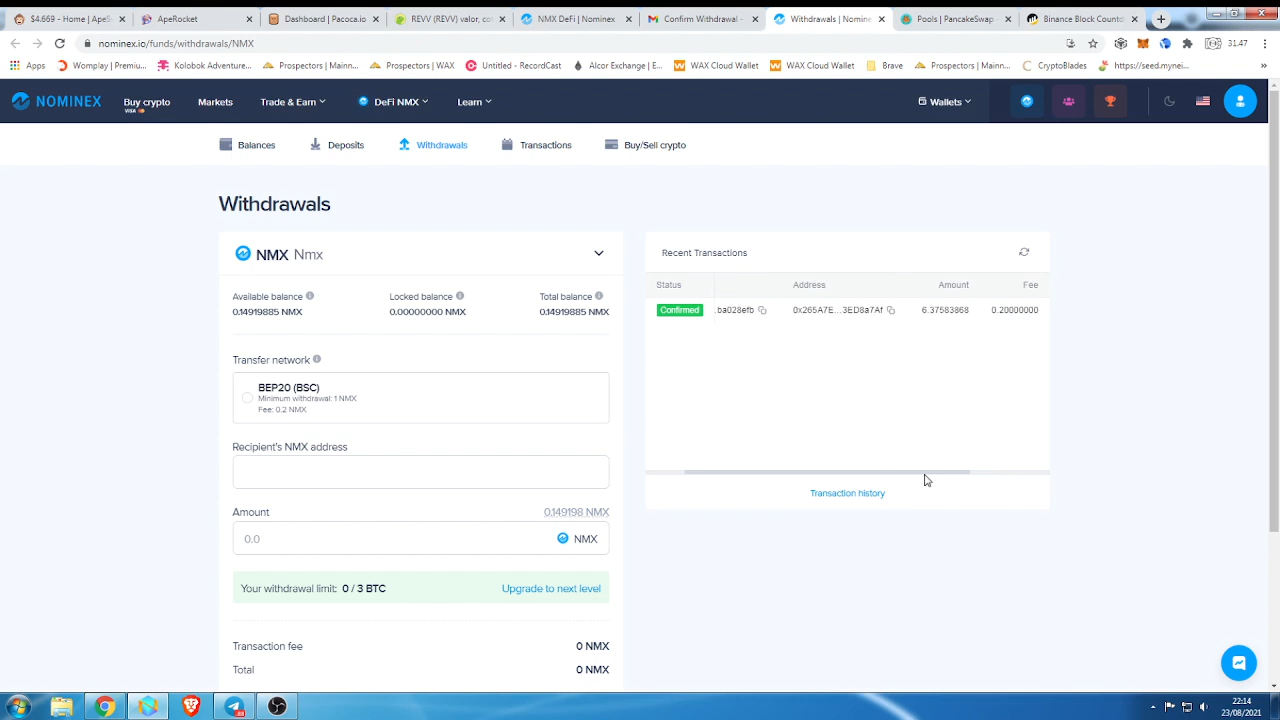 $4.669 - Home | ApeS
ApeRocket
Dashboard | Pacoca.io
REVV (REVV) valor, co
NMX DeFi | Nominex
Confirm Withdrawal -
Withdrawals | Nomine
Pools | PancakeSwap
Binance Block Countd
nominex.io/funds/withdrawals/NMX
31.47
Apps
Womplay | Premiu...
Kolobok Adventure...
Prospectors | Mainn...
Prospectors | WAX
Untitled - RecordCast
Alcor Exchange | E...
WAX Cloud Wallet
WAX Cloud Wallet
Brave
Prospectors | Mainn...
CryptoBlades
https://seed.mynei...
NOMINEX
Buy crypto
VISA
Markets
Trade & Earn
DeFi NMX
Learn
Wallets
Balances
Deposits
Withdrawals
Transactions
Buy/Sell crypto
Withdrawals
NMX Nmx
Available balance
Locked balance
Total balance
0.14919885 NMX
0.00000000 NMX
0.14919885 NMX
Transfer network
BEP20 (BSC)
Minimum withdrawal: 1 NMX
Fee: 0.2 NMX
Recipient's NMX address
Amount
0.149198 NMX
0.0
NMX
Your withdrawal limit: 0 / 3 BTC
Upgrade to next level
Transaction fee
0 NMX
Total
0 NMX
Recent Transactions
Status
Address
Amount
Fee
Confirmed
.ba028efb
0x265A7E...3ED8a7Af
6.37583868
0.20000000
Transaction history
22:14
23/08/2021